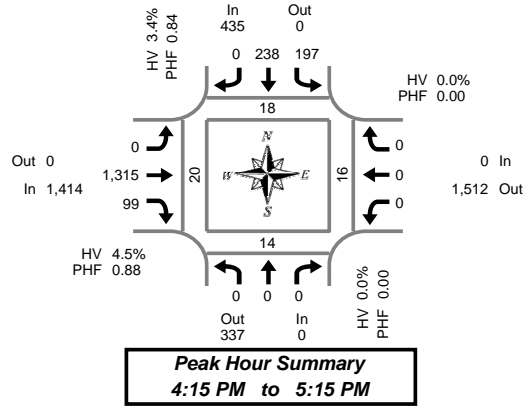 HV 3.4%
PHF 0.84
In
435
Out
0
0 238 197
HV 0.0%
PHF 0.00
18
Out 0
In 1,414
0
1,315
99
20
N
W E
S
16
0
0
0
0 In
1,512 Out
HV 4.5%
PHF 0.88
14
0 0 0
Out
337
In
0
HV 0.0%
PHF 0.00
Peak Hour Summary
4:15 PM to 5:15 PM